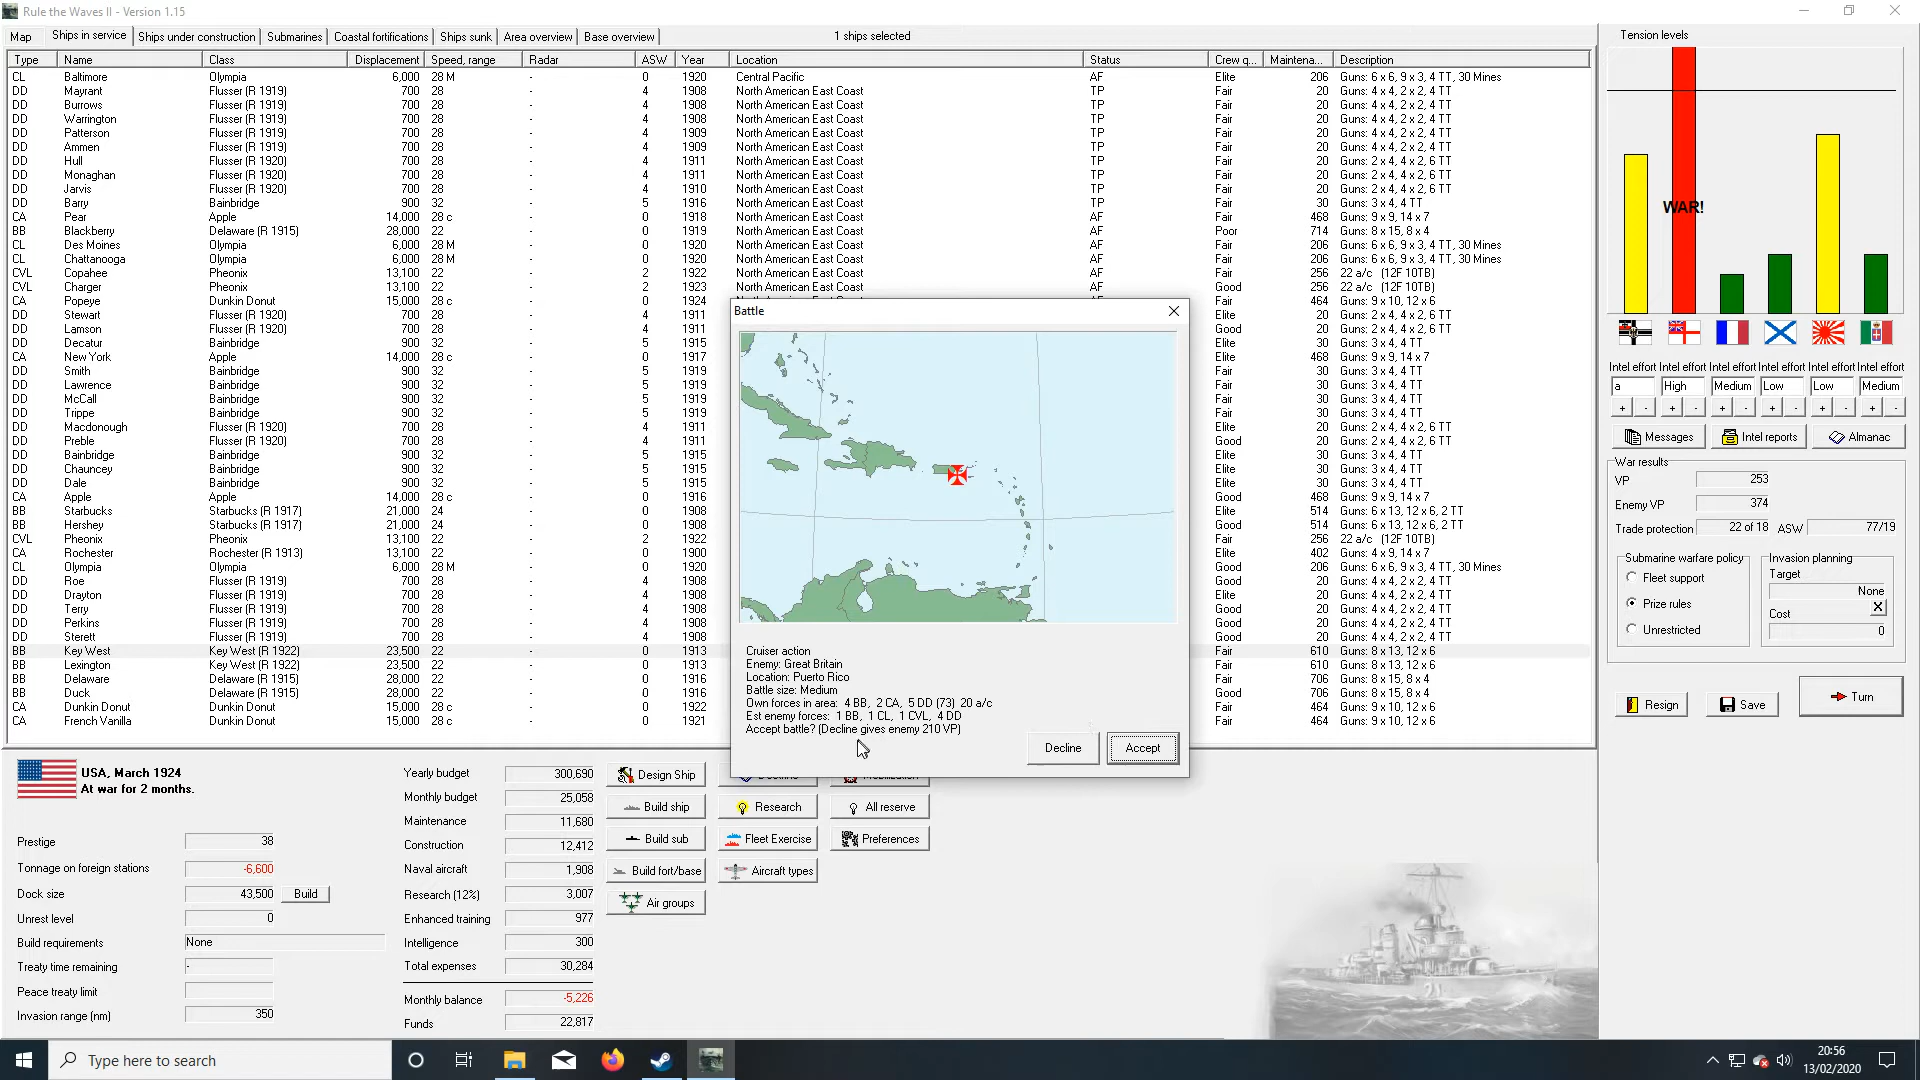 Rule the Waves II - Version 1.15
Map Ships in service Ships under construction Submarines Coastal fortifications Ships sunk Area overview Base overview 1 ships selected
Type Name Class Displacement Speed, range Radar ASW Year Location Status Crew q... Maintena... Description
CL Baltimore Olympia 6,000 28 M - 0 1920 Central Pacific AF Elite 206 Guns: 6 x 6, 9 x 3, 4 TT, 30 Mines
DD Mayrant Flusser (R 1919) 700 28 - 4 1908 North American East Coast TP Fair 20 Guns: 4 x 4, 2 x 2, 4 TT
DD Burrows Flusser (R 1919) 700 28 - 4 1908 North American East Coast TP Fair 20 Guns: 4 x 4, 2 x 2, 4 TT
DD Warrington Flusser (R 1919) 700 28 - 4 1908 North American East Coast TP Fair 20 Guns: 4 x 4, 2 x 2, 4 TT
DD Patterson Flusser (R 1919) 700 28 - 4 1909 North American East Coast TP Fair 20 Guns: 4 x 4, 2 x 2, 4 TT
DD Ammen Flusser (R 1919) 700 28 - 4 1909 North American East Coast TP Fair 20 Guns: 4 x 4, 2 x 2, 4 TT
DD Hull Flusser (R 1920) 700 28 - 4 1911 North American East Coast TP Fair 20 Guns: 2 x 4, 4 x 2, 6 TT
DD Monaghan Flusser (R 1920) 700 28 - 4 1911 North American East Coast TP Fair 20 Guns: 2 x 4, 4 x 2, 6 TT
DD Jarvis Flusser (R 1920) 700 28 - 4 1910 North American East Coast TP Fair 20 Guns: 2 x 4, 4 x 2, 6 TT
DD Barry Bainbridge 900 32 - 5 1916 North American East Coast TP Fair 30 Guns: 3 x 4, 4 TT
CA Pear Apple 14,000 28 c - 0 1918 North American East Coast AF Fair 468 Guns: 9 x 9, 14 x 7
BB Blackberry Delaware (R 1915) 28,000 22 - 0 1919 North American East Coast AF Poor 714 Guns: 8 x 15, 8 x 4
CL Des Moines Olympia 6,000 28 M - 0 1920 North American East Coast AF Fair 206 Guns: 6 x 6, 9 x 3, 4 TT, 30 Mines
CL Chattanooga Olympia 6,000 28 M - 0 1920 North American East Coast AF Fair 206 Guns: 6 x 6, 9 x 3, 4 TT, 30 Mines
CVL Copahee Pheonix 13,100 22 - 2 1922 North American East Coast AF Fair 256 22 a/c (12F 10TB)
CVL Charger Pheonix 13,100 22 - 2 1923 North American East Coast AF Good 256 22 a/c (12F 10TB)
CA Popeye Dunkin Donut 15,000 28 c - 0 1924 Fair 464 Guns: 9 x 10, 12 x 6
DD Stewart Flusser (R 1920) 700 28 - 4 1911 Elite 20 Guns: 2 x 4, 4 x 2, 6 TT
DD Lamson Flusser (R 1920) 700 28 - 4 1911 Good 20 Guns: 2 x 4, 4 x 2, 6 TT
DD Decatur Bainbridge 900 32 - 5 1915 Elite 30 Guns: 3 x 4, 4 TT
CA New York Apple 14,000 28 c - 0 1917 Elite 468 Guns: 9 x 9, 14 x 7
DD Smith Bainbridge 900 32 - 5 1919 Elite 30 Guns: 3 x 4, 4 TT
DD Lawrence Bainbridge 900 32 - 5 1919 Fair 30 Guns: 3 x 4, 4 TT
DD McCall Bainbridge 900 32 - 5 1919 Fair 30 Guns: 3 x 4, 4 TT
DD Trippe Bainbridge 900 32 - 5 1919 Fair 30 Guns: 3 x 4, 4 TT
DD Macdonough Flusser (R 1920) 700 28 - 4 1911 Elite 20 Guns: 2 x 4, 4 x 2, 6 TT
DD Preble Flusser (R 1920) 700 28 - 4 1911 Good 20 Guns: 2 x 4, 4 x 2, 6 TT
DD Bainbridge Bainbridge 900 32 - 5 1915 Elite 30 Guns: 3 x 4, 4 TT
DD Chauncey Bainbridge 900 32 - 5 1915 Elite 30 Guns: 3 x 4, 4 TT
DD Dale Bainbridge 900 32 - 5 1915 Fair 30 Guns: 3 x 4, 4 TT
CA Apple Apple 14,000 28 c - 0 1916 Good 468 Guns: 9 x 9, 14 x 7
BB Starbucks Starbucks (R 1917) 21,000 24 - 0 1908 Elite 514 Guns: 6 x 13, 12 x 6, 2 TT
BB Hershey Starbucks (R 1917) 21,000 24 - 0 1908 Good 514 Guns: 6 x 13, 12 x 6, 2 TT
CVL Pheonix Pheonix 13,100 22 - 2 1922 Fair 256 22 a/c (12F 10TB)
CA Rochester Rochester (R 1913) 13,100 22 - 0 1900 Elite 402 Guns: 4 x 9, 14 x 7
CL Olympia Olympia 6,000 28 M - 0 1920 Good 206 Guns: 6 x 6, 9 x 3, 4 TT, 30 Mines
DD Roe Flusser (R 1919) 700 28 - 4 1908 Good 20 Guns: 4 x 4, 2 x 2, 4 TT
DD Drayton Flusser (R 1919) 700 28 - 4 1908 Elite 20 Guns: 4 x 4, 2 x 2, 4 TT
DD Terry Flusser (R 1919) 700 28 - 4 1908 Good 20 Guns: 4 x 4, 2 x 2, 4 TT
DD Perkins Flusser (R 1919) 700 28 - 4 1908 Good 20 Guns: 4 x 4, 2 x 2, 4 TT
DD Sterett Flusser (R 1919) 700 28 - 4 1908 Good 20 Guns: 4 x 4, 2 x 2, 4 TT
BB Key West Key West (R 1922) 23,500 22 - 0 1913 Fair 610 Guns: 8 x 13, 12 x 6
BB Lexington Key West (R 1922) 23,500 22 - 0 1913 Fair 610 Guns: 8 x 13, 12 x 6
BB Delaware Delaware (R 1915) 28,000 22 - 0 1916 Fair 706 Guns: 8 x 15, 8 x 4
BB Duck Delaware (R 1915) 28,000 22 - 0 1916 Good 706 Guns: 8 x 15, 8 x 4
CA Dunkin Donut Dunkin Donut 15,000 28 c - 0 1922 Fair 464 Guns: 9 x 10, 12 x 6
CA French Vanilla Dunkin Donut 15,000 28 c - 0 1921 Fair 464 Guns: 9 x 10, 12 x 6
Battle
Cruiser action
Enemy: Great Britain
Location: Puerto Rico
Battle size: Medium
Own forces in area: 4 BB, 2 CA, 5 DD (73) 20 a/c
Est enemy forces: 1 BB, 1 CL, 1 CVL, 4 DD
Accept battle? (Decline gives enemy 210 VP)
Decline Accept
Tension levels
WAR!
Intel effort Intel effort Intel effort Intel effort Intel effort Intel effort
a High Medium Low Low Medium
+ - + - + - + - + - + -
Messages Intel reports Almanac
War results
VP 253
Enemy VP 374
Trade protection 22 of 18 ASW 77/19
Submarine warfare policy
Fleet support
Prize rules
Unrestricted
Invasion planning
Target
None
Cost X
0
Resign Save Turn
USA, March 1924
At war for 2 months.
Prestige 38
Tonnage on foreign stations -6,600
Dock size 43,500 Build
Unrest level 0
Build requirements None
Treaty time remaining -
Peace treaty limit
Invasion range (nm) 350
Yearly budget 300,690
Monthly budget 25,058
Maintenance 11,680
Construction 12,412
Naval aircraft 1,908
Research (12%) 3,007
Enhanced training 977
Intelligence 300
Total expenses 30,284
Monthly balance -5,226
Funds 22,817
Design Ship
Build ship Research All reserve
Build sub Fleet Exercise Preferences
Build fort/base Aircraft types
Air groups
Type here to search
20:56
13/02/2020